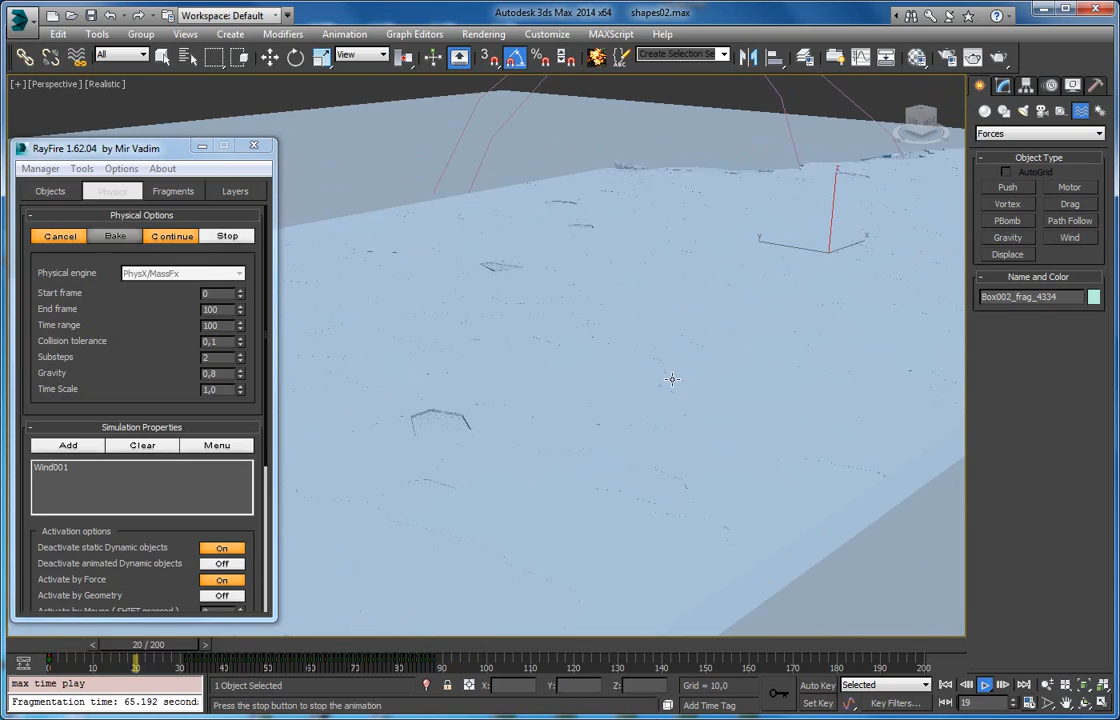 Workspace: Default
Autodesk 3ds Max 2014 x64 shapes02.max
Edit Tools Group Views Create Modifiers Animation Graph Editors Rendering Customize MAXScript Help
All View Create Selection Se
[+] [Perspective] [Realistic]
RayFire 1.62.04 by Mir Vadim
Manager Tools Options About
Objects Physics Fragments Layers
- Physical Options
Cancel Bake Continue Stop
Physical engine PhysX/MassFx
Start frame 0
End frame 100
Time range 100
Collision tolerance 0,1
Substeps 2
Gravity 0,8
Time Scale 1,0
- Simulation Properties
Add Clear Menu
Wind001
Activation options
Deactivate static Dynamic objects On
Deactivate animated Dynamic objects Off
Activate by Force On
Activate by Geometry Off
Activate by Mouse ( SHIFT pressed )
z
y x
Forces
- Object Type
AutoGrid
Push Motor
Vortex Drag
PBomb Path Follow
Gravity Wind
Displace
- Name and Color
Box002_frag_4334
< 20 / 200 >
0 10 20 30 40 50 60 70 80 90 100 110 120 130 140 150 160 170 180 190 200
max time play
Fragmentation time: 65.192 second
1 Object Selected X: Y: Z: Grid = 10,0
Press the stop button to stop the animation Add Time Tag
Auto Key Selected
Set Key Key Filters... 19